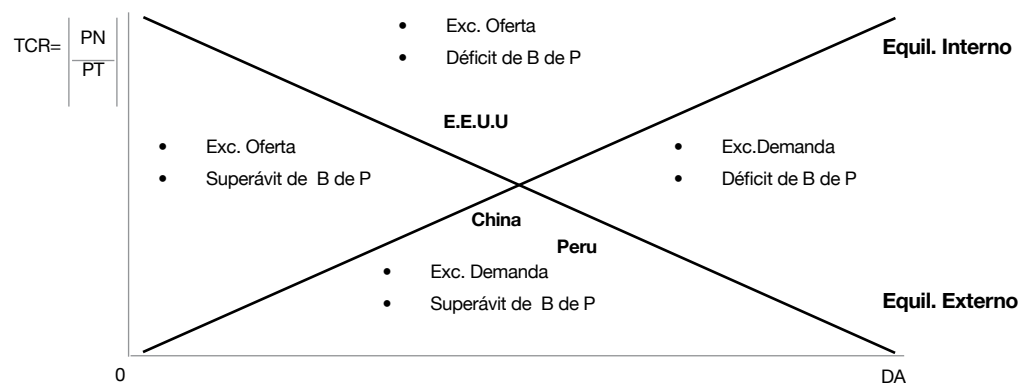 • Exc. Oferta
• Déficit de B de P
TCR=
PN
PT
Equil. Interno
E.E.U.U
• Exc. Oferta
• Superávit de B de P
• Exc.Demanda
• Déficit de B de P
China
Peru
• Exc. Demanda
• Superávit de B de P
Equil. Externo
0
DA